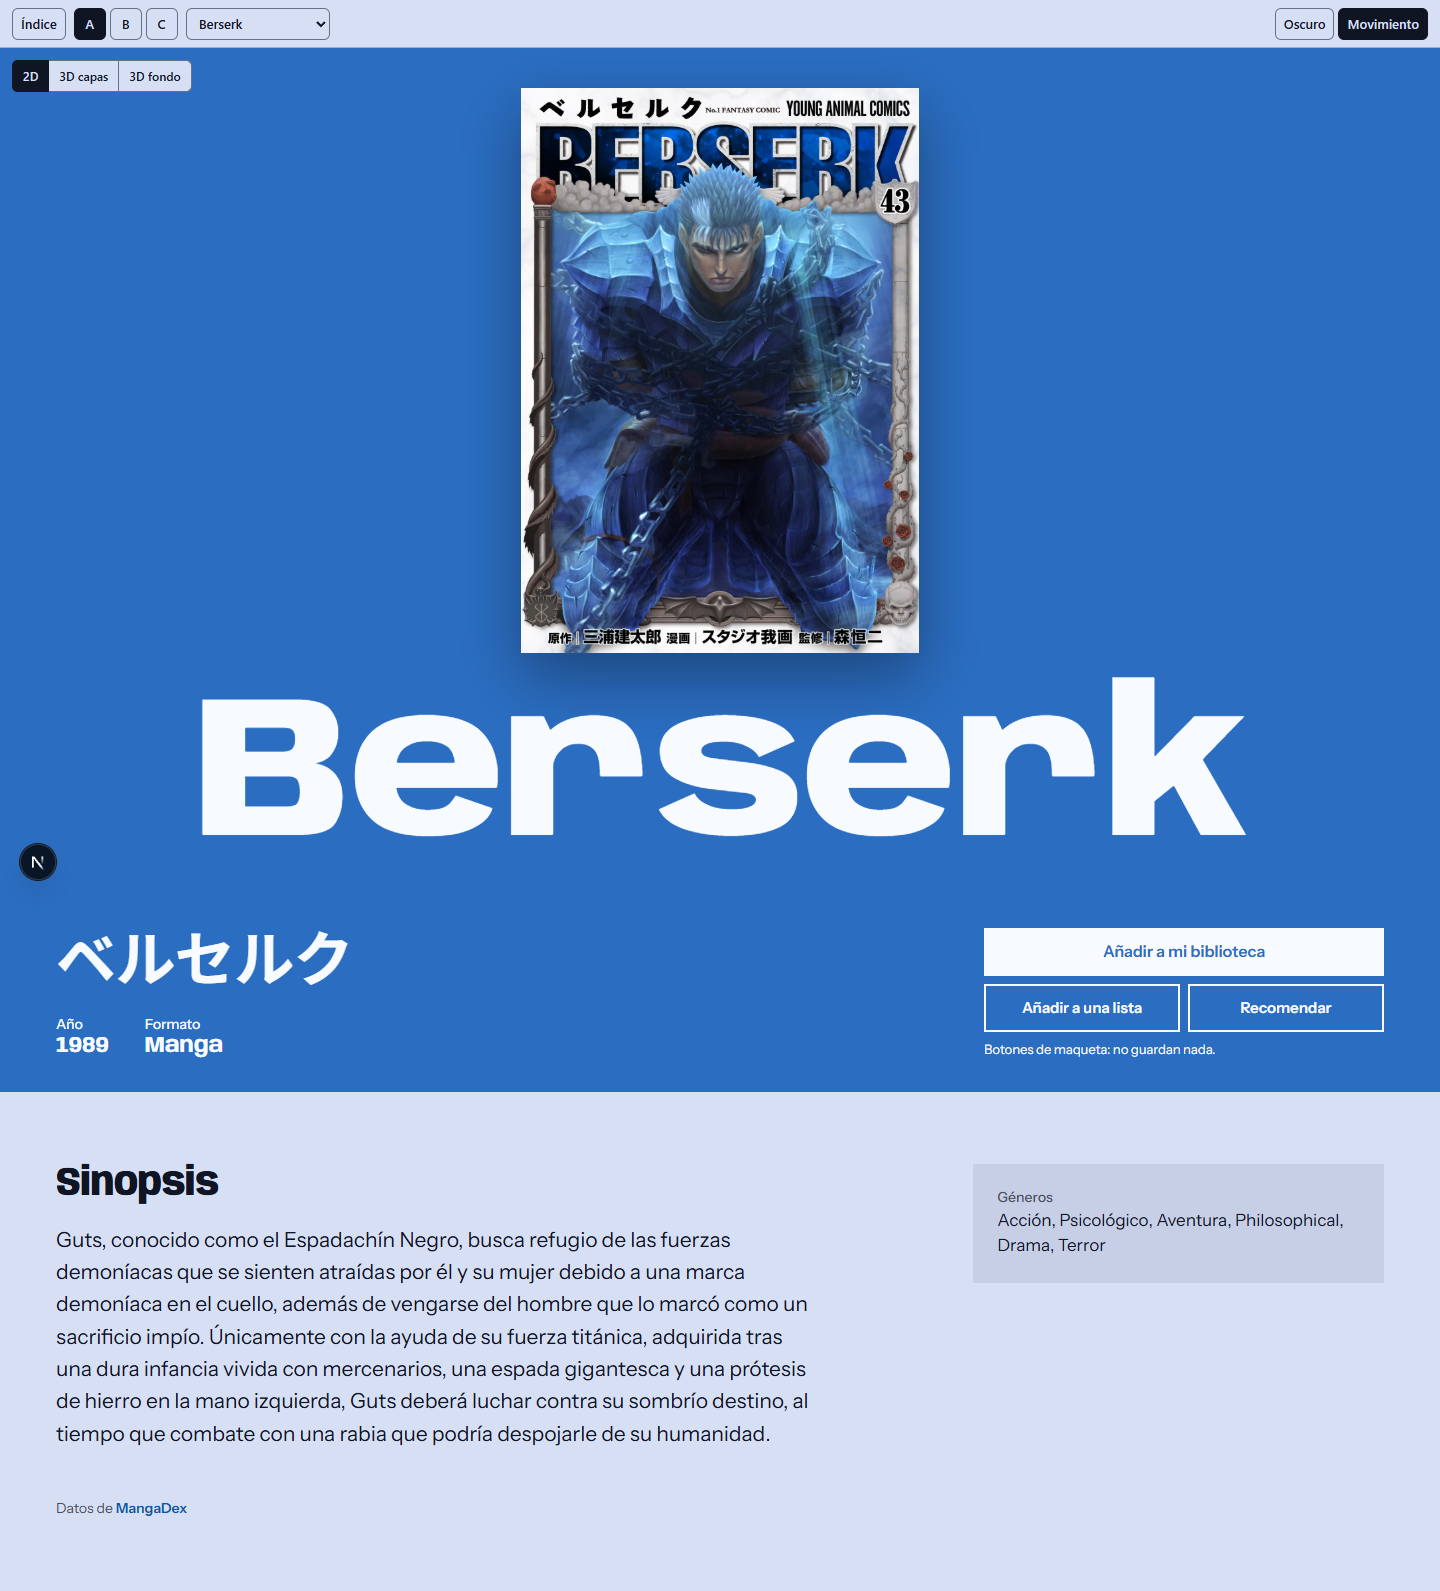 Índice A B C Berserk Oscuro Movimiento
2D 3D capas 3D fondo
ベルセルク No.1 FANTASY COMIC YOUNG ANIMAL COMICS
BERSERK
43
原作|三浦建太郎 漫画|スタジオ我画 監修|森恒二
Berserk
N
ベルセルク
Año Formato
1989 Manga
Añadir a mi biblioteca
Añadir a una lista Recomendar
Botones de maqueta: no guardan nada.
Sinopsis
Guts, conocido como el Espadachín Negro, busca refugio de las fuerzas
demoníacas que se sienten atraídas por él y su mujer debido a una marca
demoníaca en el cuello, además de vengarse del hombre que lo marcó como un
sacrificio impío. Únicamente con la ayuda de su fuerza titánica, adquirida tras
una dura infancia vivida con mercenarios, una espada gigantesca y una prótesis
de hierro en la mano izquierda, Guts deberá luchar contra su sombrío destino, al
tiempo que combate con una rabia que podría despojarle de su humanidad.
Géneros
Acción, Psicológico, Aventura, Philosophical,
Drama, Terror
Datos de MangaDex